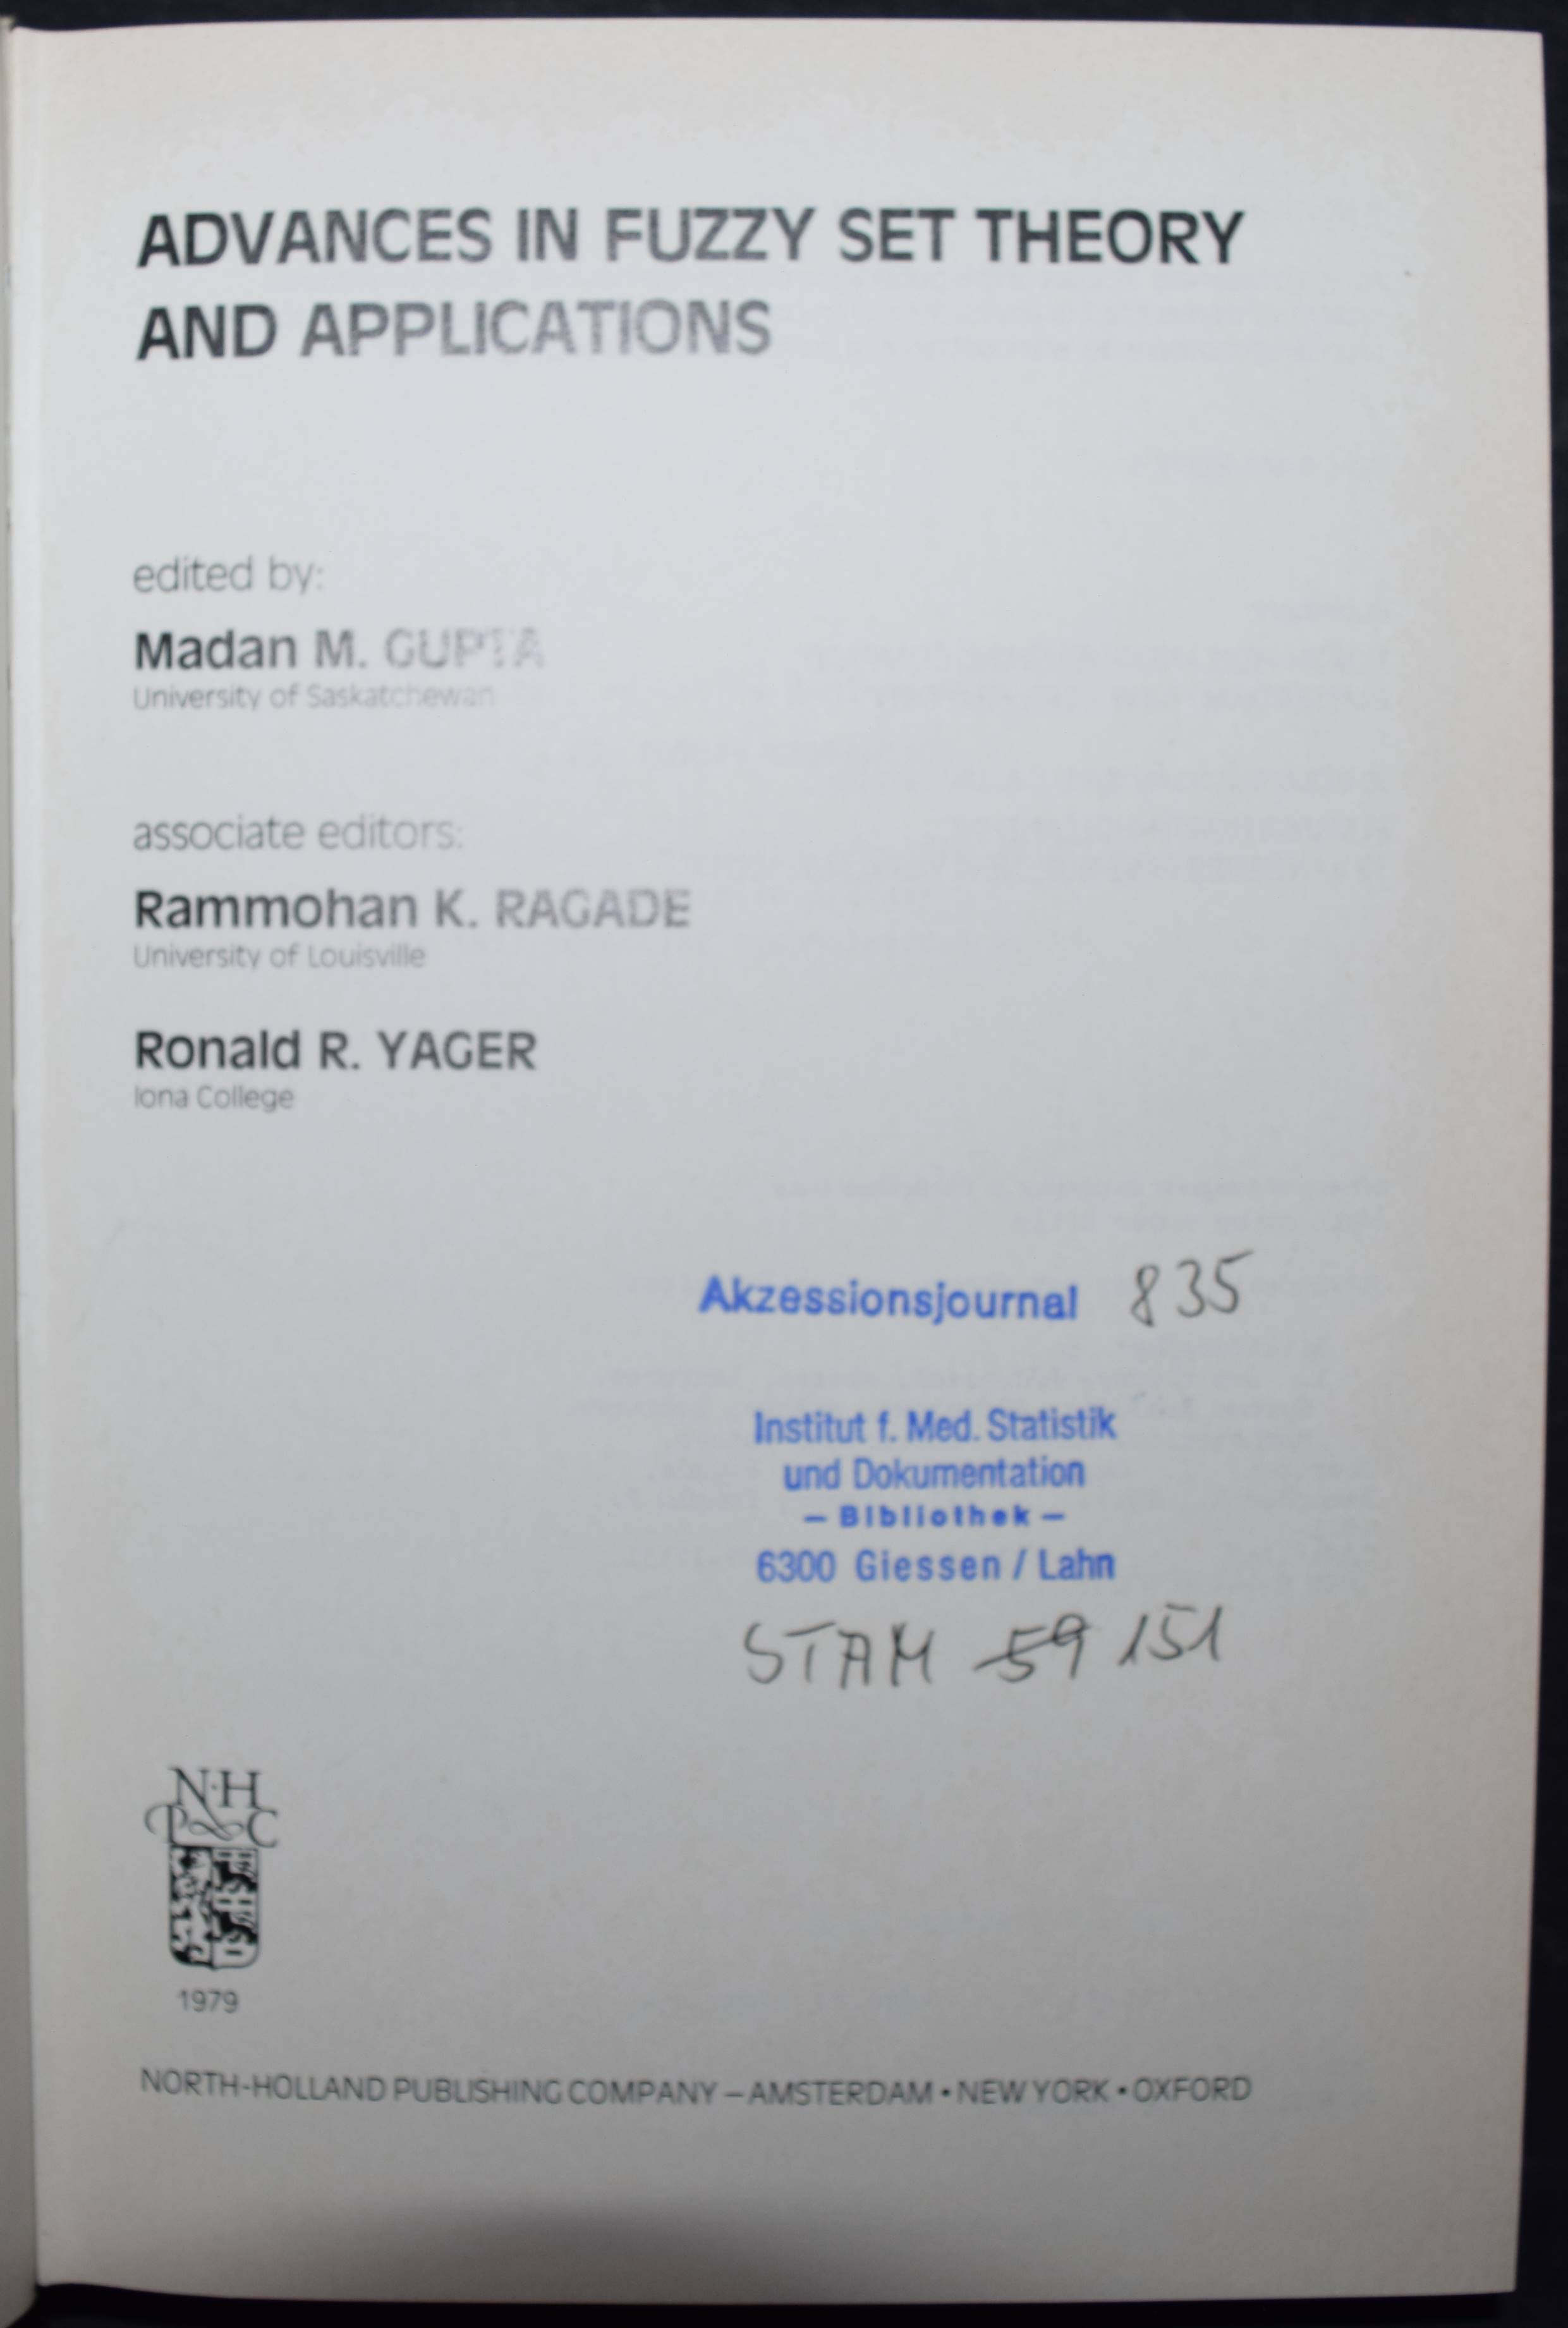 ADVANCES IN FUZZY SET THEORY
AND APPLICATIONS
edited by:
Madan M. GUPTA
University of Saskatchewan
associate editors:
Rammohan K. RAGADE
University of Louisville
Ronald R. YAGER
Iona College
Akzessionsjournal 835
Institut f. Med. Statistik
und Dokumentation
— Bibliothek —
6300 Giessen / Lahn
STAM 59 151
N·H
P C
1979
NORTH-HOLLAND PUBLISHING COMPANY – AMSTERDAM • NEW YORK • OXFORD